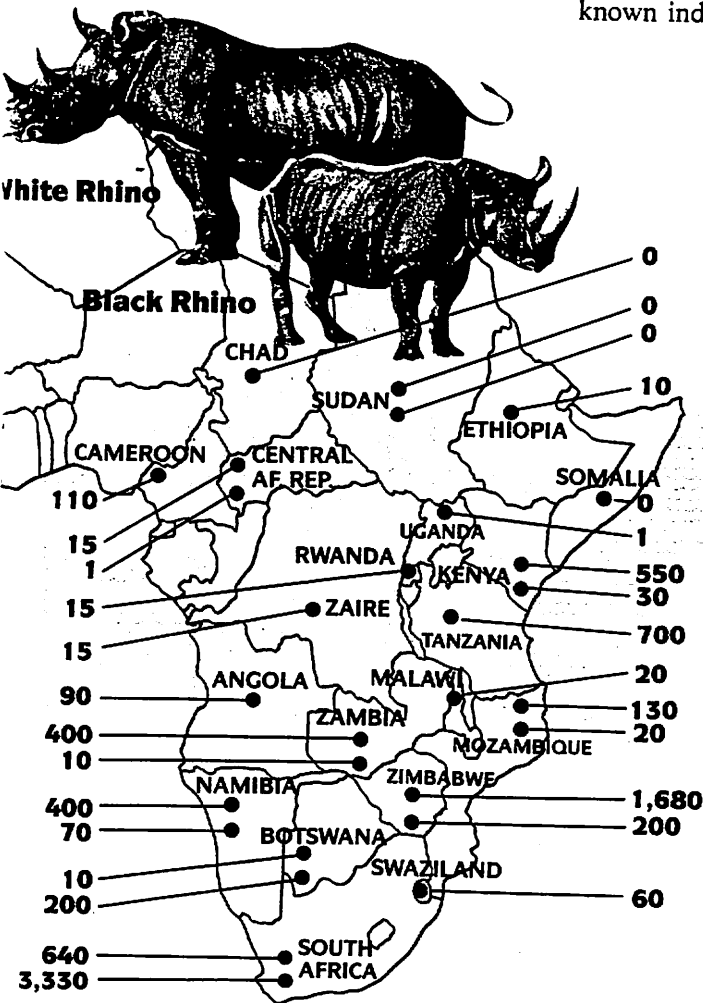 known ind
White Rhino
Black Rhino
0
0
0
CHAD
SUDAN
10
ETHIOPIA
CAMEROON
CENTRAL
AF REP.
SOMALIA
110
0
15
UGANDA
1
1
RWANDA
KENYA
550
30
15
ZAIRE
700
TANZANIA
15
ANGOLA
MALAWI
20
90
ZAMBIA
130
400
20
MOZAMBIQUE
10
ZIMBABWE
NAMIBIA
1,680
400
200
70
BOTSWANA
SWAZILAND
10
60
200
640
SOUTH
AFRICA
3,330